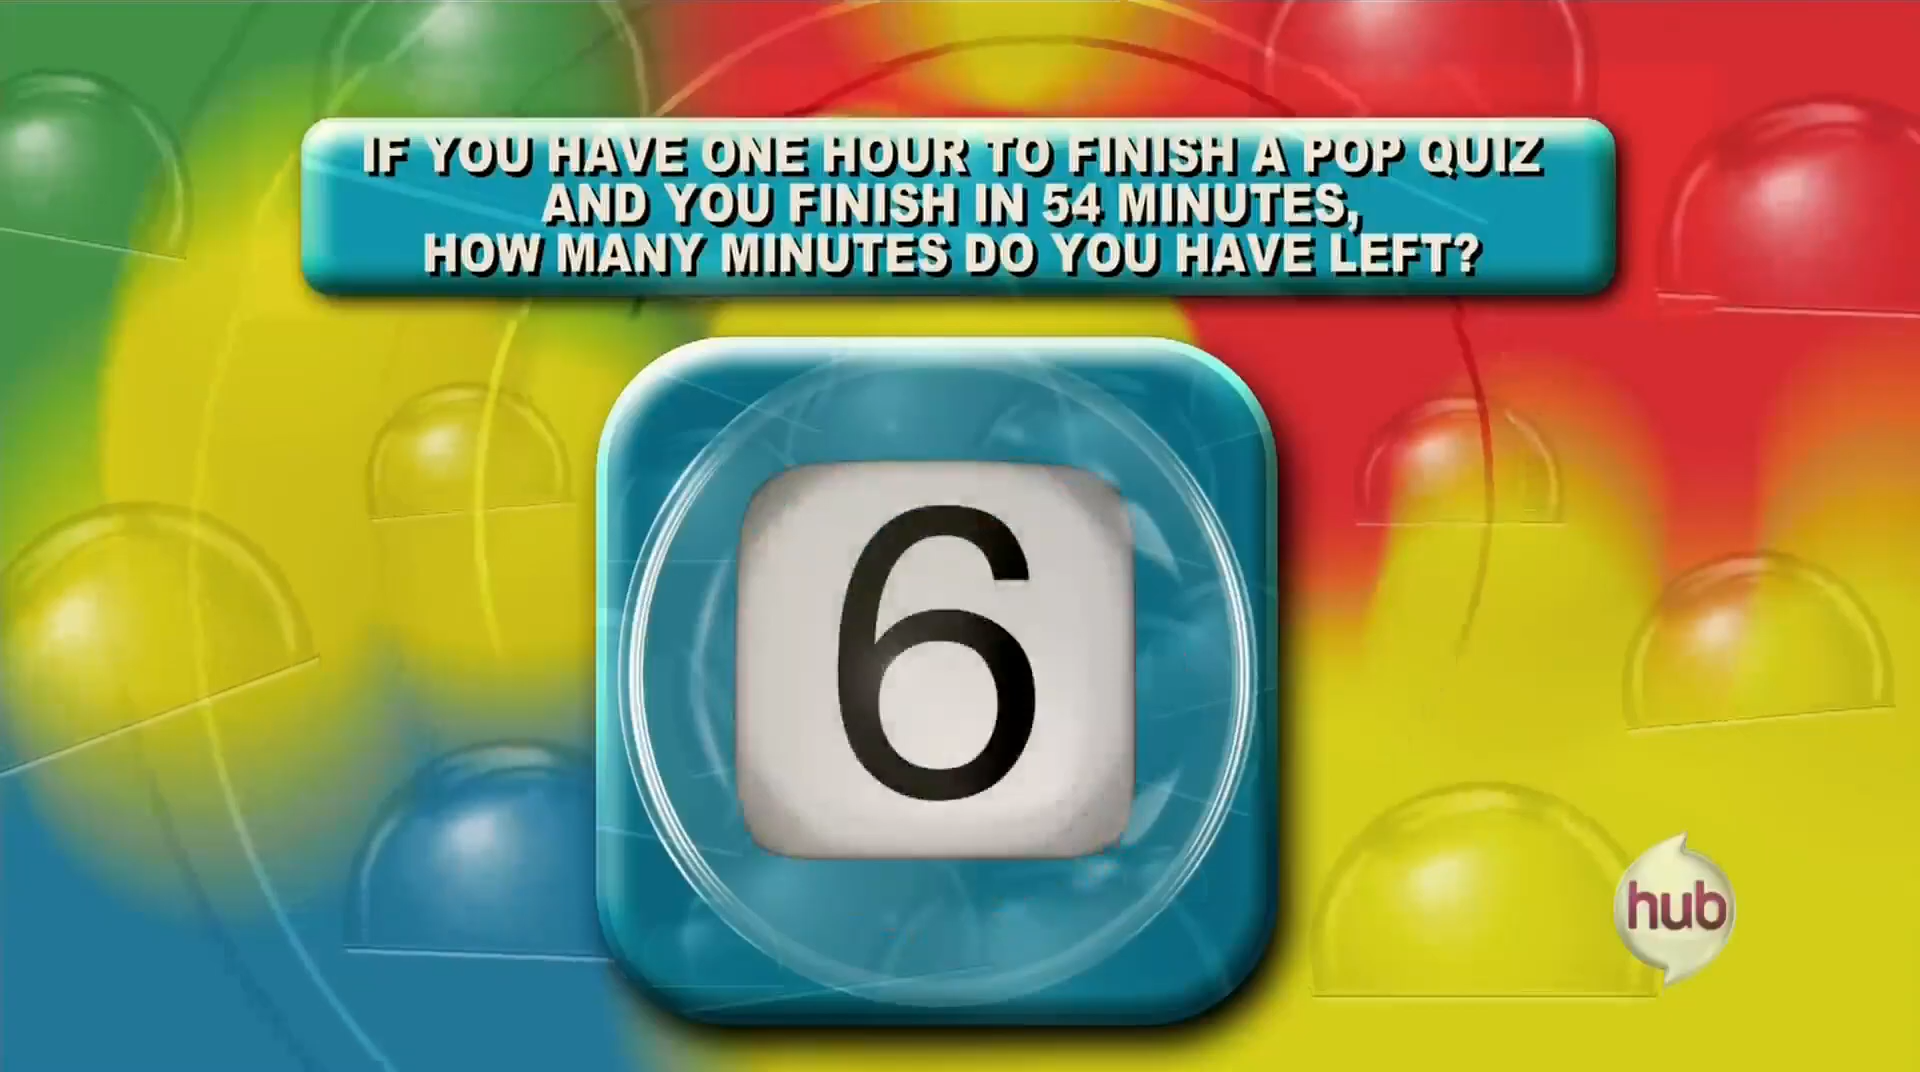 IF YOU HAVE ONE HOUR TO FINISH A POP QUIZ
AND YOU FINISH IN 54 MINUTES,
HOW MANY MINUTES DO YOU HAVE LEFT?
6
hub